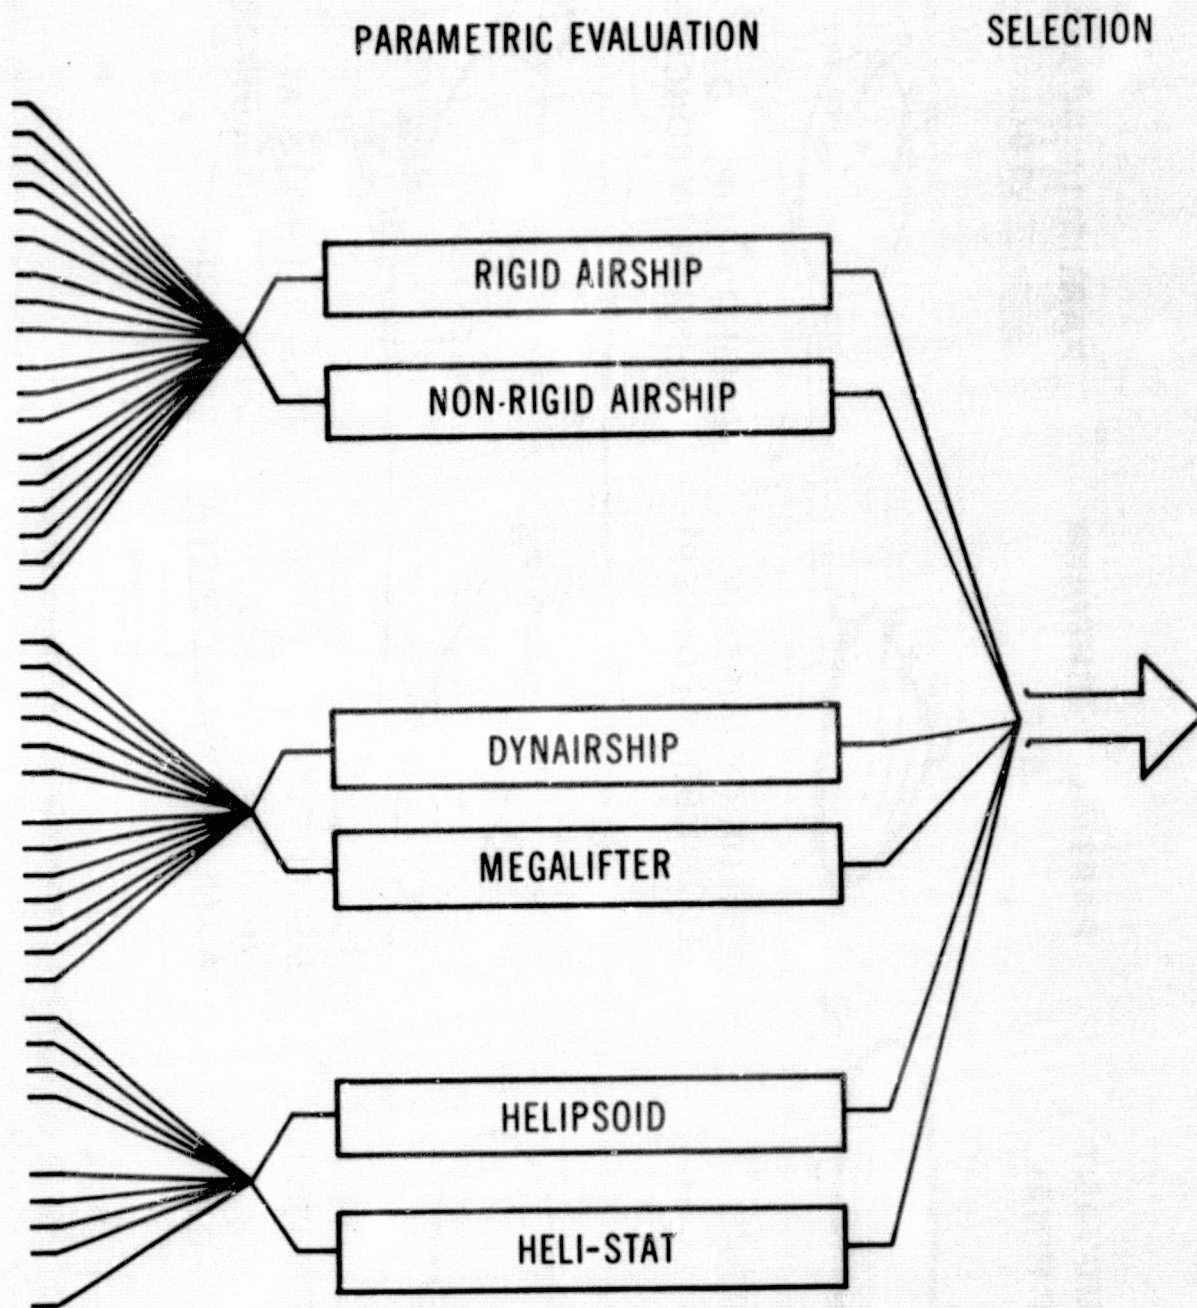 PARAMETRIC EVALUATION
SELECTION
RIGID AIRSHIP
NON-RIGID AIRSHIP
DYNAIRSHIP
MEGALIFTER
HELIPSOID
HELI-STAT